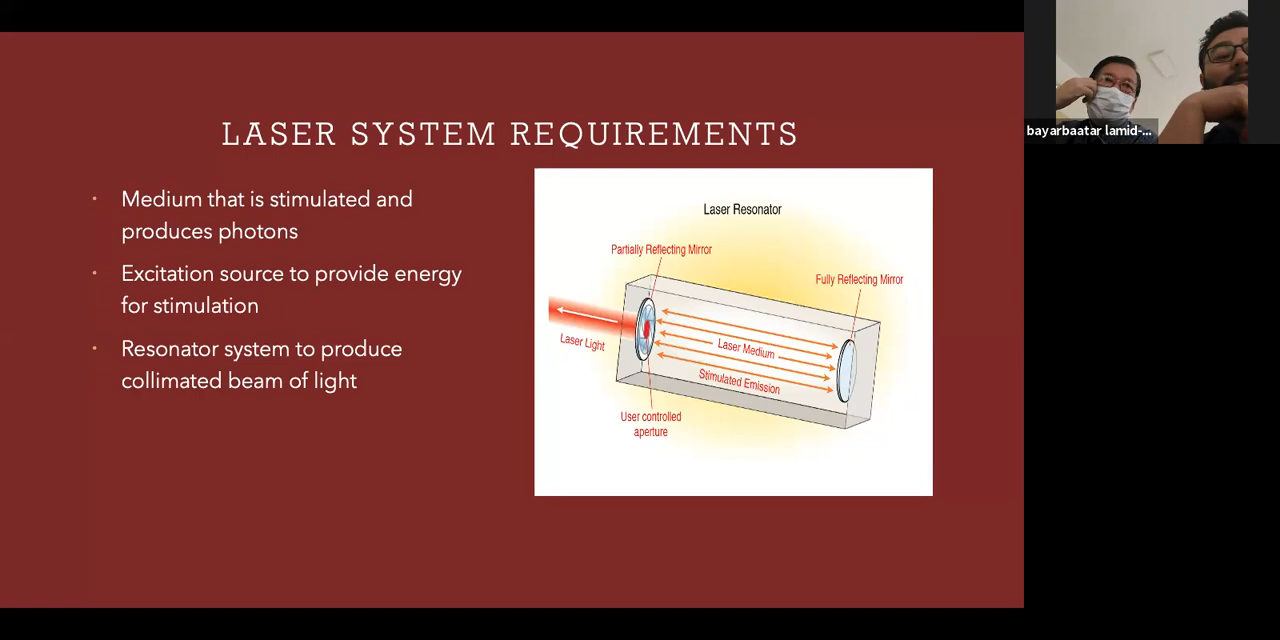 LASER SYSTEM REQUIREMENTS
• Medium that is stimulated and
produces photons
• Excitation source to provide energy
for stimulation
• Resonator system to produce
collimated beam of light
Laser Resonator
Partially Reflecting Mirror
Fully Reflecting Mirror
Laser Light
Laser Medium
Stimulated Emission
User controlled
aperture
bayarbaatar lamid-...